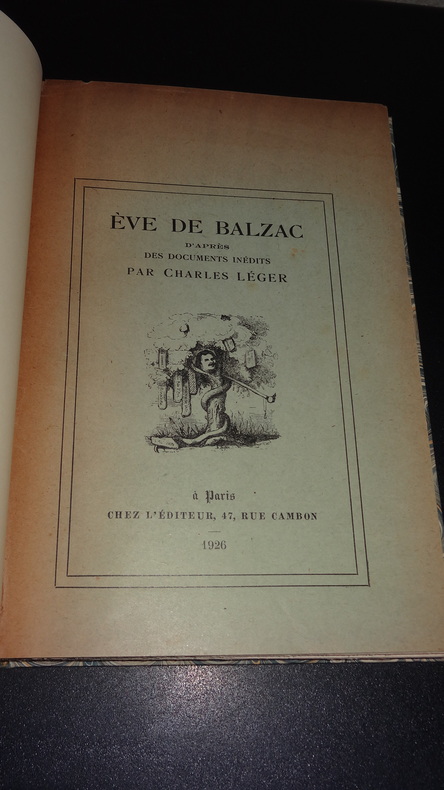 ÈVE DE BALZAC
D'APRÈS
DES DOCUMENTS INÉDITS
PAR CHARLES LÉGER
à Paris
CHEZ L'ÉDITEUR, 47, RUE CAMBON
1926